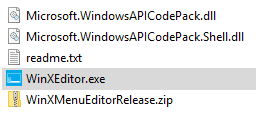 Microsoft.WindowsAPICodePack.dll
Microsoft.WindowsAPICodePack.Shell.dll
readme.txt
WinXEditor.exe
WinXMenuEditorRelease.zip